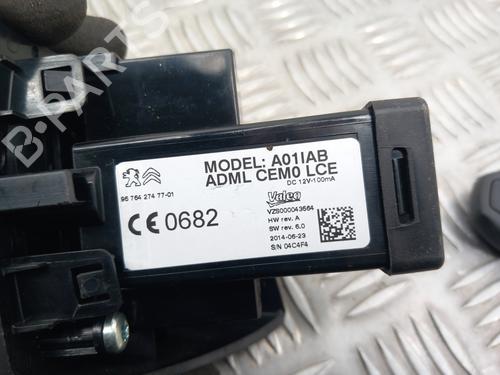 B-PARTS
MODEL: A01IAB
ADML CEM0 LCE
DC 12V-100mA
96 764 274 77-01
CE 0682
Valeo
VZS000043564
HW rev. A
SW rev. 6.0
2014-06-23
S/N 04C4F4